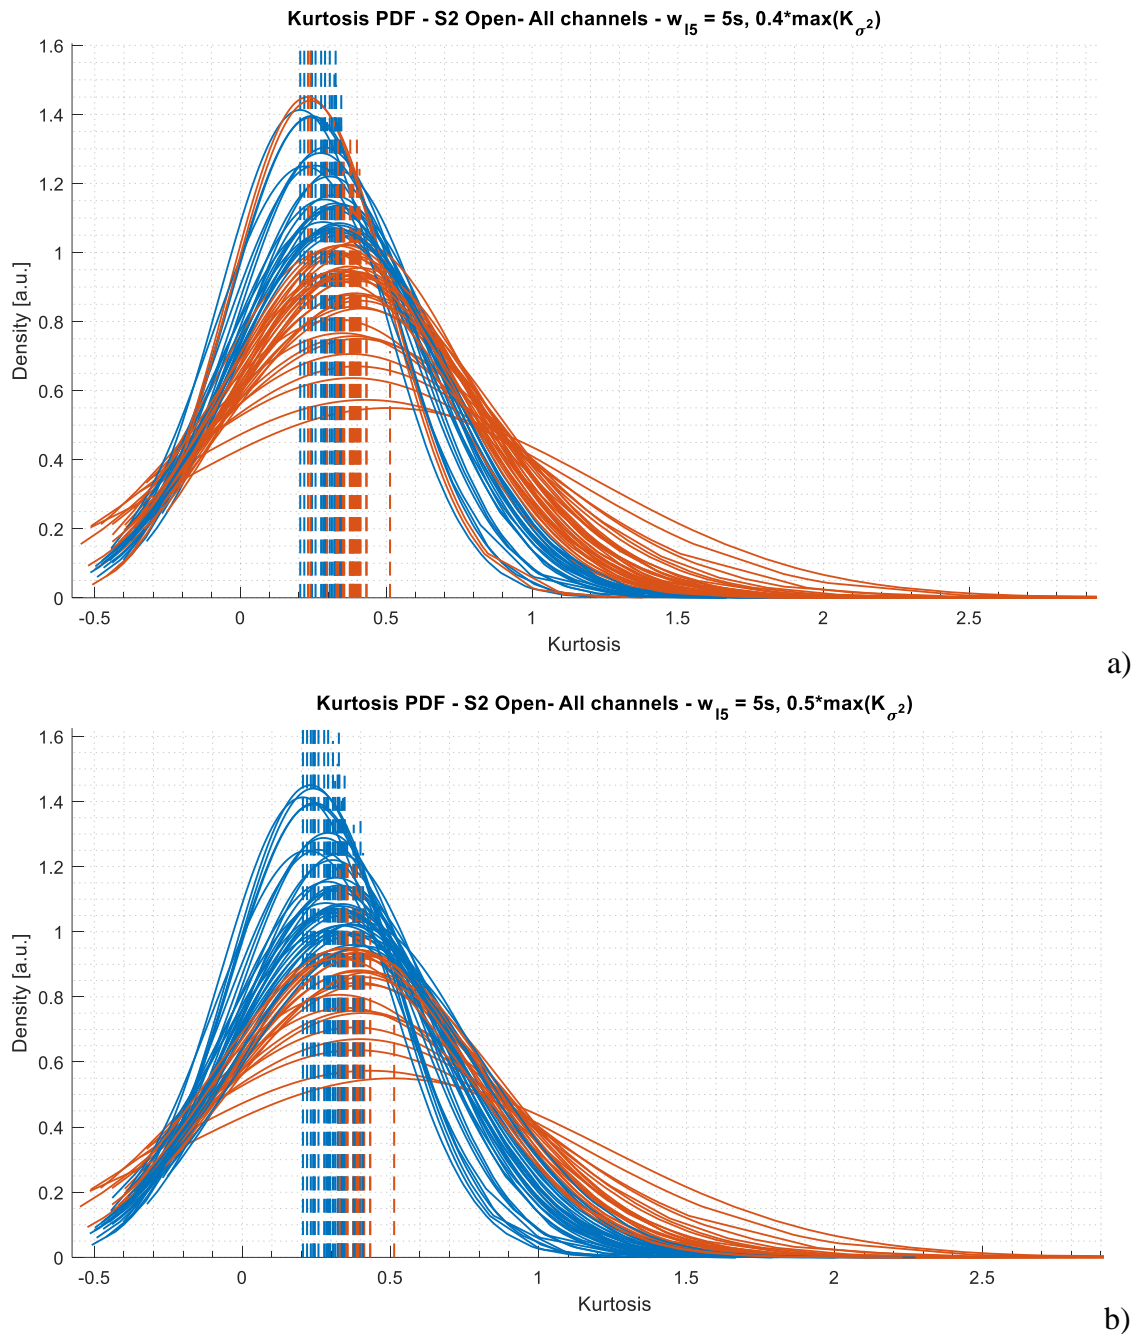 Kurtosis PDF - S2 Open- All channels - w_l5 = 5s, 0.4*max(K_σ²)
1.6
1.4
1.2
1
0.8
0.6
0.4
0.2
0
Density [a.u.]
-0.5 0 0.5 1 1.5 2 2.5
Kurtosis
a)
Kurtosis PDF - S2 Open- All channels - w_l5 = 5s, 0.5*max(K_σ²)
1.6
1.4
1.2
1
0.8
0.6
0.4
0.2
0
Density [a.u.]
-0.5 0 0.5 1 1.5 2 2.5
Kurtosis
b)